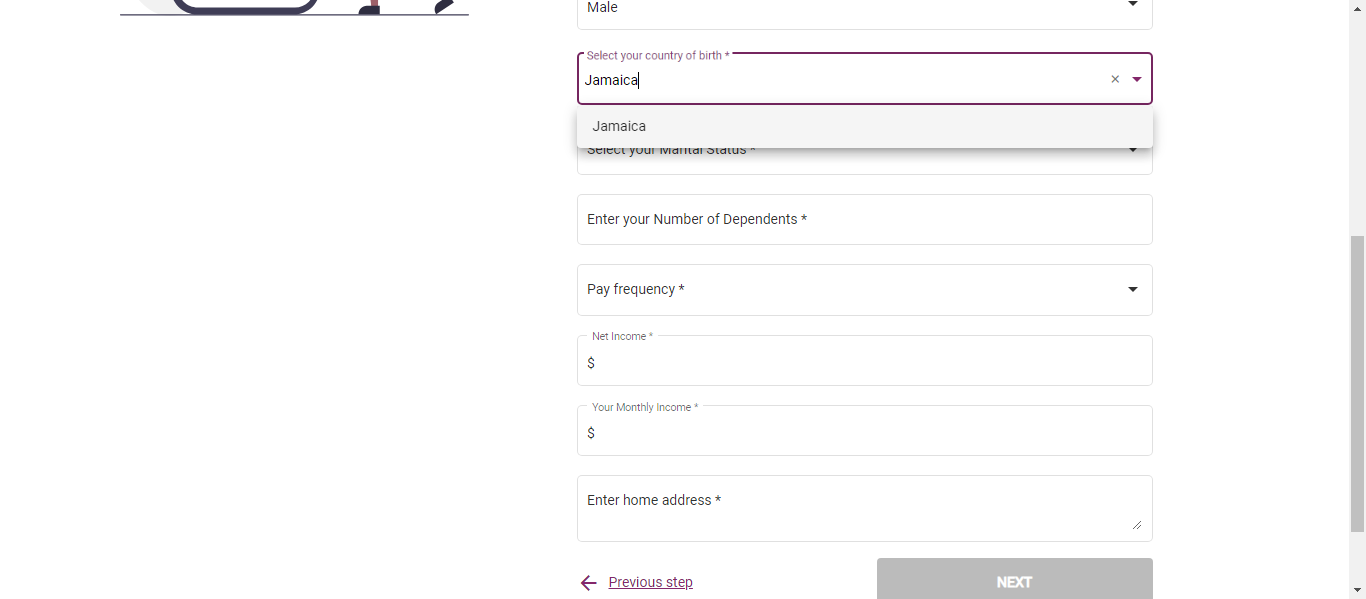 Male
Select your country of birth *
Jamaica
Jamaica
Select your Marital Status *
Enter your Number of Dependents *
Pay frequency *
Net Income *
$
Your Monthly Income *
$
Enter home address *
Previous step
NEXT